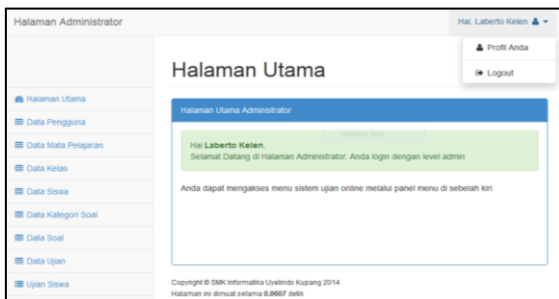 Halaman Administrator
Hai, Laberto Kelen
Profil Anda
Logout
Halaman Utama
Halaman Utama
Data Pengguna
Data Mata Pelajaran
Data Kelas
Data Siswa
Data Kategori Soal
Data Soal
Data Ujian
Ujian Siswa
Halaman Utama Administrator
Hai Laberto Kelen,
Selamat Datang di Halaman Administrator. Anda login dengan level admin
Anda dapat mengakses menu sistem ujian online melalui panel menu di sebelah kiri.
Copyright © SMK Informatika Uyelindo Kupang 2014
Halaman ini dimuat selama 0.0607 detik